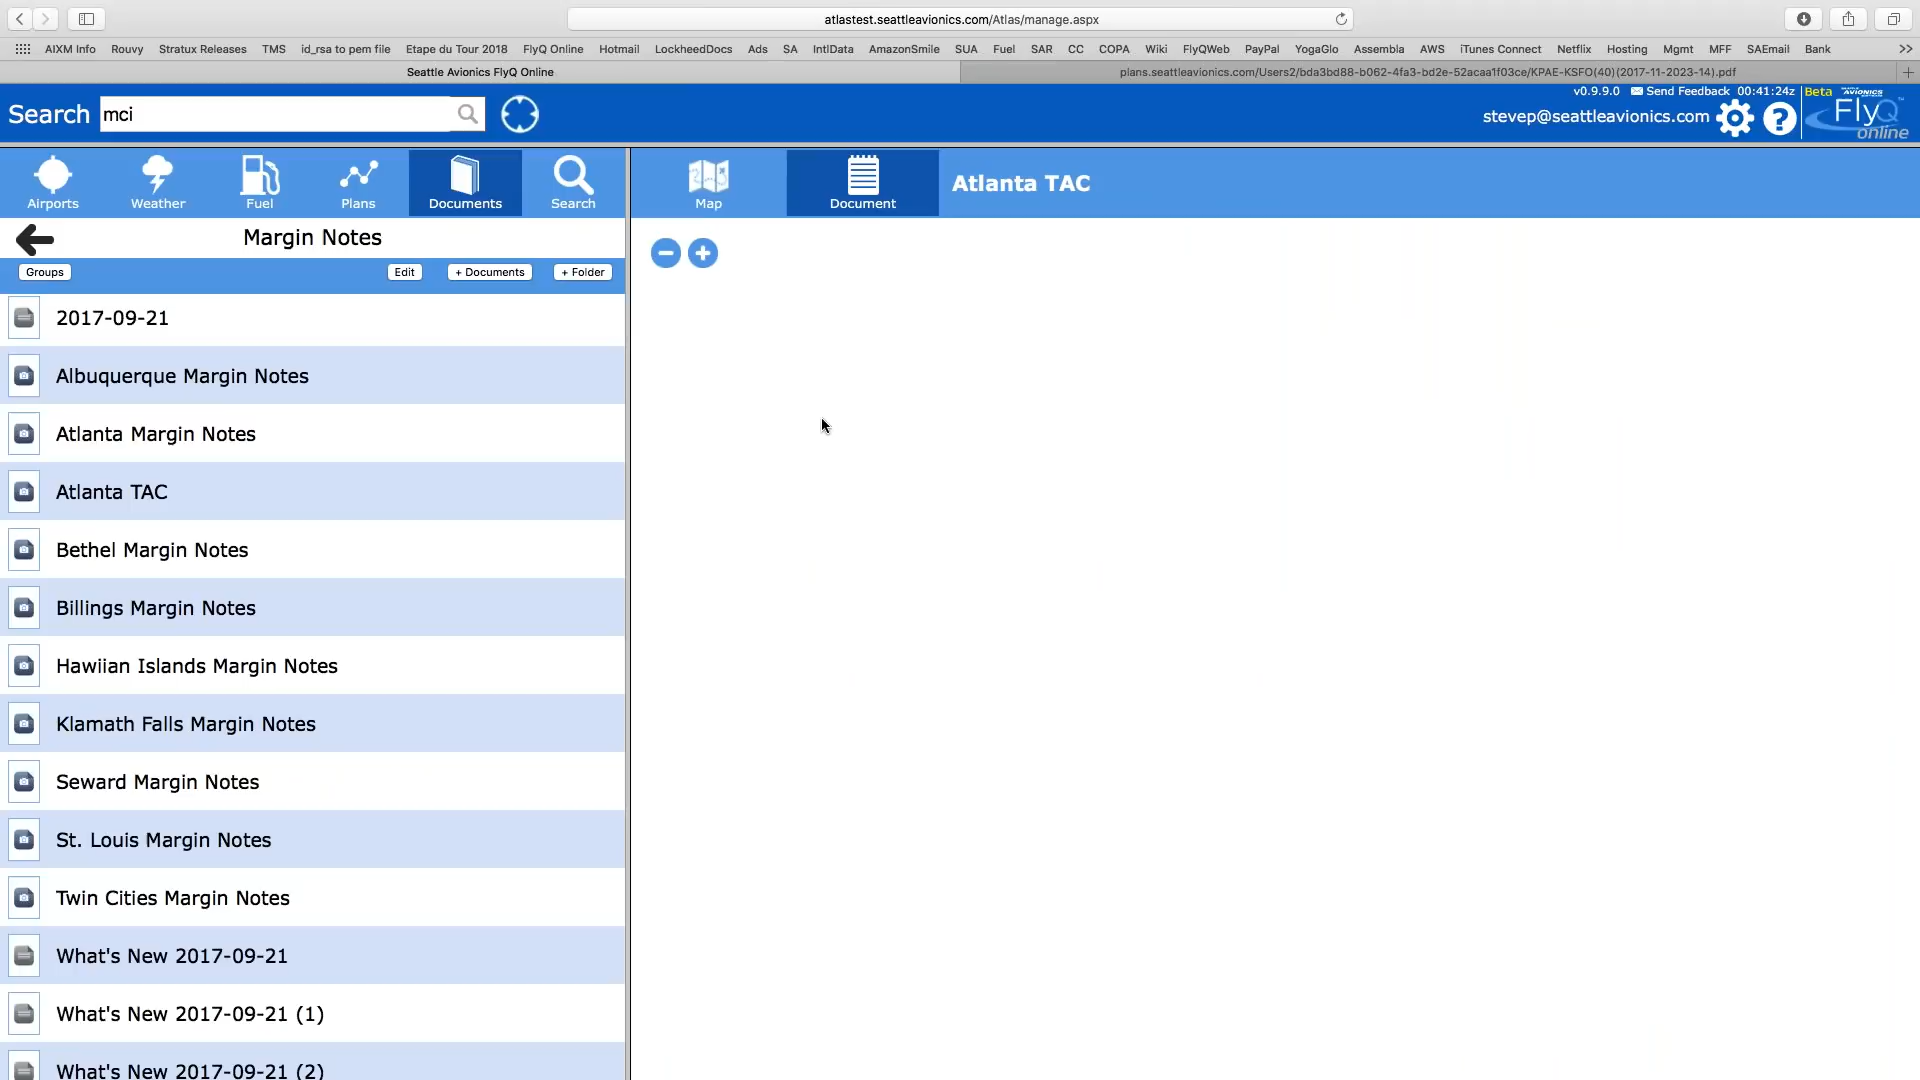 atlastest.seattleavionics.com/Atlas/manage.aspx
AIXM Info Rouvy Stratux Releases TMS id_rsa to pem file Etape du Tour 2018 FlyQ Online Hotmail LockheedDocs Ads SA IntlData AmazonSmile SUA Fuel SAR CC COPA Wiki FlyQWeb PayPal YogaGlo Assembla AWS iTunes Connect Netflix Hosting Mgmt MFF SAEmail Bank
Seattle Avionics FlyQ Online
plans.seattleavionics.com/Users2/bda3bd88-b062-4fa3-bd2e-52acaa1f03ce/KPAE-KSFO(40)(2017-11-2023-14).pdf
v0.9.9.0 Send Feedback 00:41:24z Beta
Search mci
stevep@seattleavionics.com ? FlyQ online
Airports Weather Fuel Plans Documents Search
Map Document Atlanta TAC
Margin Notes
Groups Edit + Documents + Folder
2017-09-21
Albuquerque Margin Notes
Atlanta Margin Notes
Atlanta TAC
Bethel Margin Notes
Billings Margin Notes
Hawiian Islands Margin Notes
Klamath Falls Margin Notes
Seward Margin Notes
St. Louis Margin Notes
Twin Cities Margin Notes
What's New 2017-09-21
What's New 2017-09-21 (1)
What's New 2017-09-21 (2)